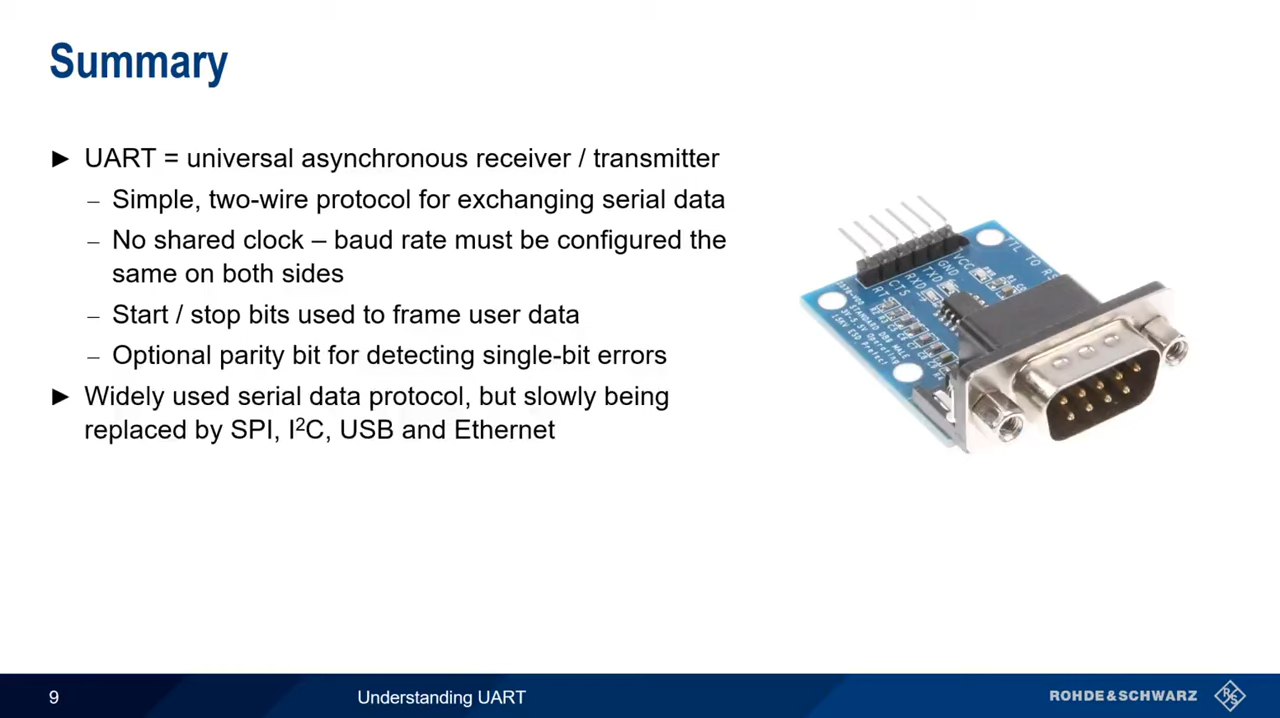 Summary
► UART = universal asynchronous receiver / transmitter
– Simple, two-wire protocol for exchanging serial data
– No shared clock – baud rate must be configured the
same on both sides
– Start / stop bits used to frame user data
– Optional parity bit for detecting single-bit errors
► Widely used serial data protocol, but slowly being
replaced by SPI, I²C, USB and Ethernet
VCC
GND
TXD
RXD
CTS
TTL TO
9
Understanding UART
ROHDE & SCHWARZ
R&S